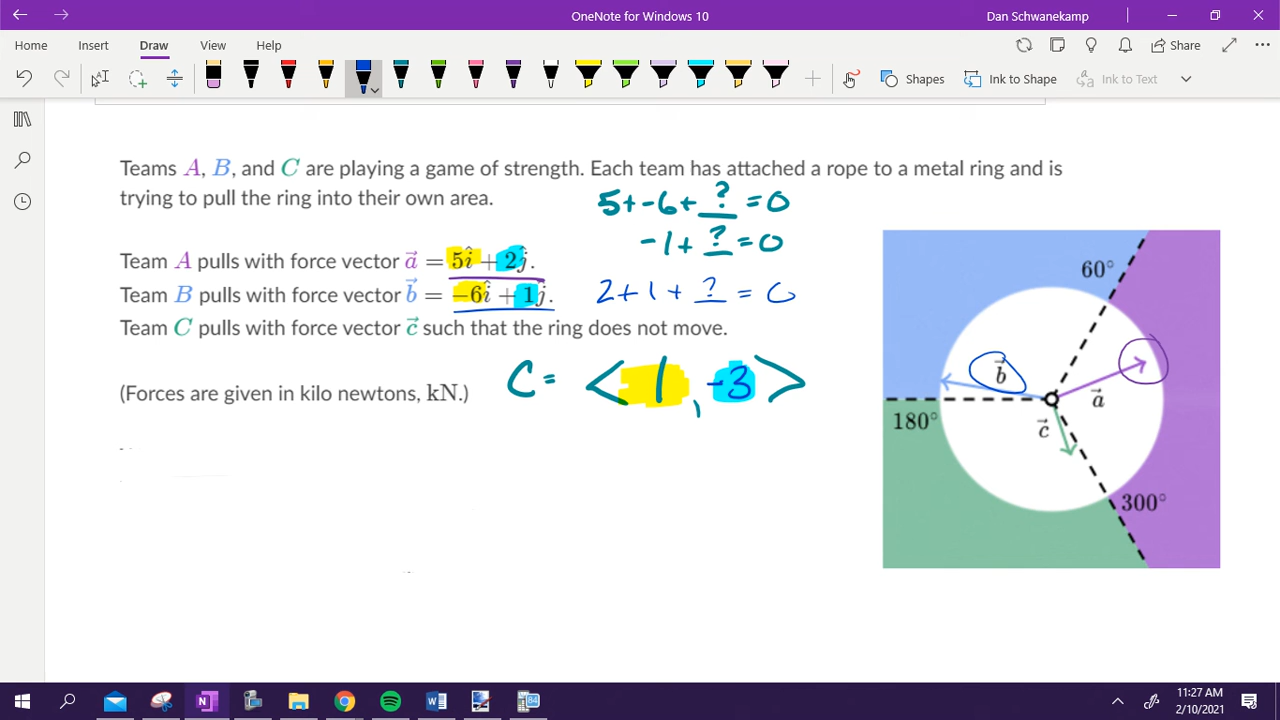 OneNote for Windows 10
Dan Schwanekamp
Home Insert Draw View Help
Share
Shapes Ink to Shape Ink to Text
Teams A, B, and C are playing a game of strength. Each team has attached a rope to a metal ring and is
trying to pull the ring into their own area.
5+-6+ ? =0
-1+ ? =0
Team A pulls with force vector a⃗ = 5î + 2ĵ.
Team B pulls with force vector b⃗ = −6î + 1ĵ.
2+1+ ? = 0
Team C pulls with force vector c⃗ such that the ring does not move.
C= < 1, -3 >
(Forces are given in kilo newtons, kN.)
60°
b⃗
a⃗
180°
c⃗
300°
11:27 AM
2/10/2021